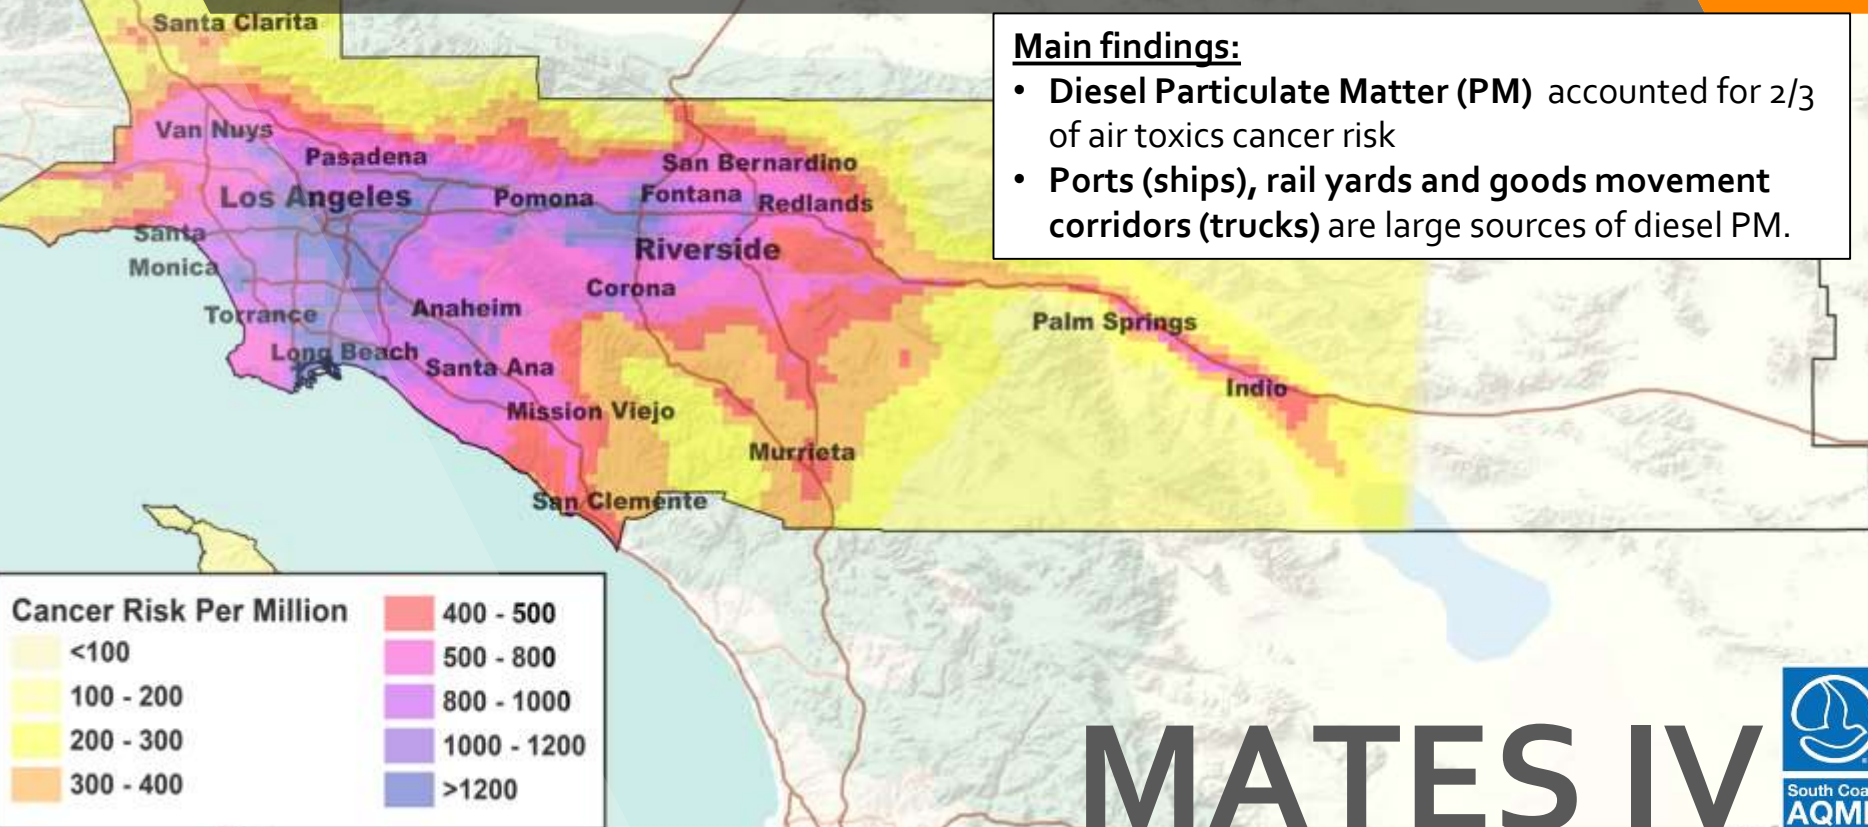 Main findings:
• Diesel Particulate Matter (PM) accounted for 2/3
of air toxics cancer risk
• Ports (ships), rail yards and goods movement
corridors (trucks) are large sources of diesel PM.
Santa Clarita
Van Nuys
Pasadena
San Bernardino
Los Angeles
Pomona
Fontana
Redlands
Santa
Monica
Riverside
Corona
Torrance
Anaheim
Palm Springs
Long Beach
Santa Ana
Indio
Mission Viejo
Murrieta
San Clemente
Cancer Risk Per Million
<100
100 - 200
200 - 300
300 - 400
400 - 500
500 - 800
800 - 1000
1000 - 1200
>1200
MATES IV
South Coa
AQM